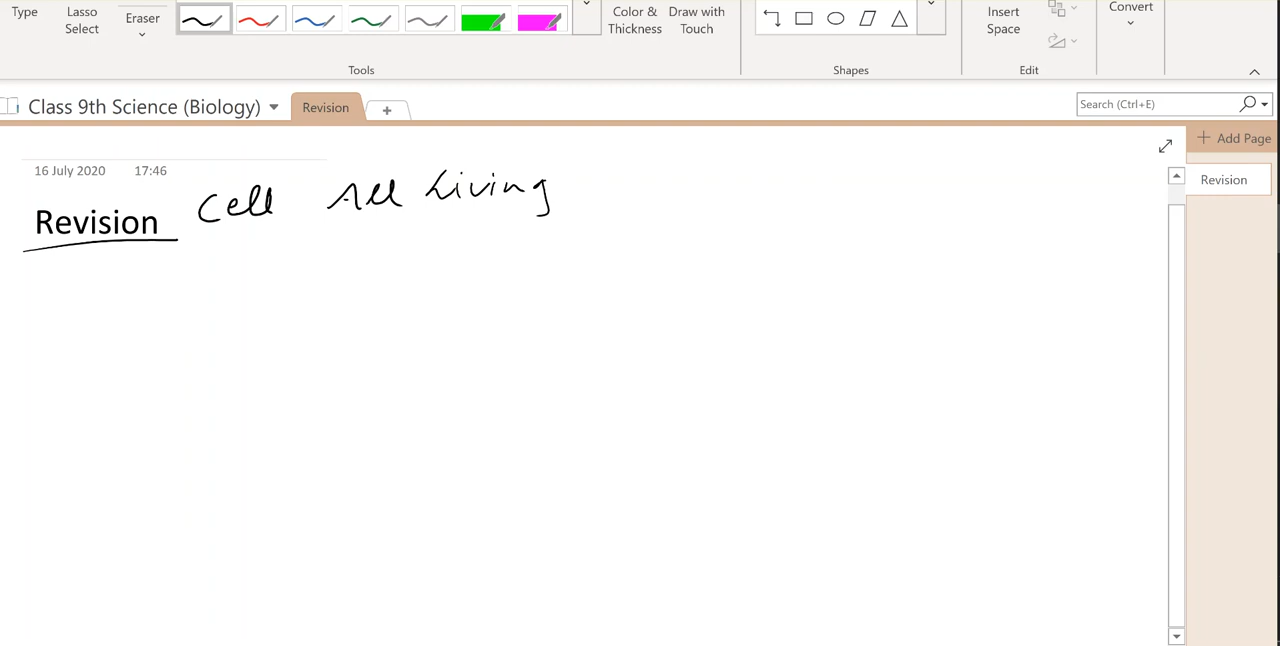 Type
Lasso Select
Eraser
Color & Thickness
Draw with Touch
Insert Space
Convert
Tools
Shapes
Edit
Class 9th Science (Biology)
Revision
Search (Ctrl+E)
Add Page
16 July 2020 17:46
Revision
Revision Cell All Living